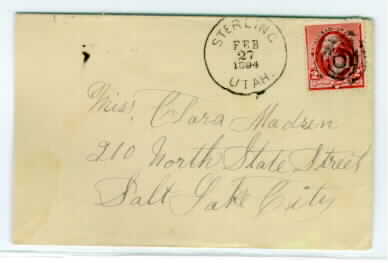 STERLING
FEB
27
1894
UTAH.
Miss. Clara Madsen
210 North State Street
Salt Lake City